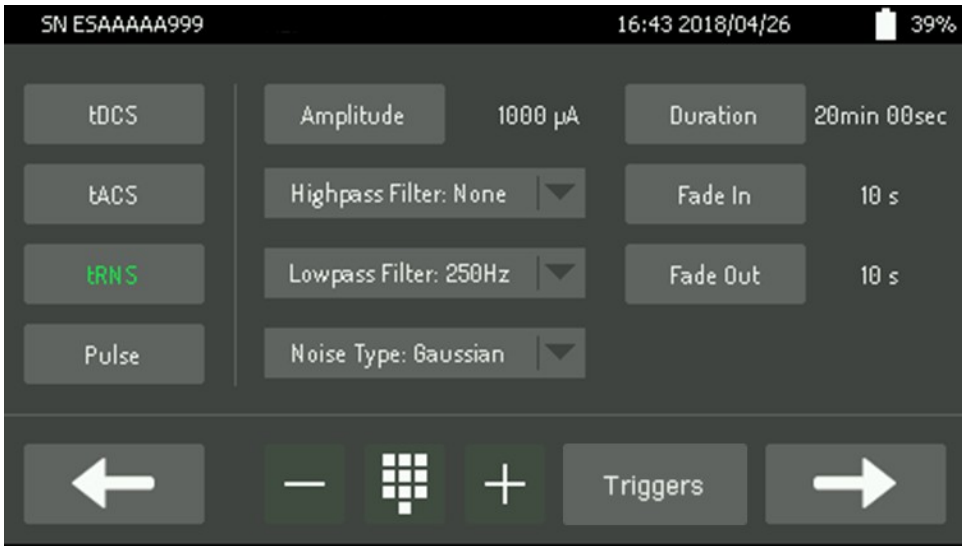 SN ESAAAAA999 16:43 2018/04/26 39%
tDCS Amplitude 1000 µA Duration 20min 00sec
tACS Highpass Filter: None Fade In 10 s
tRNS Lowpass Filter: 250Hz Fade Out 10 s
Pulse Noise Type: Gaussian
Triggers